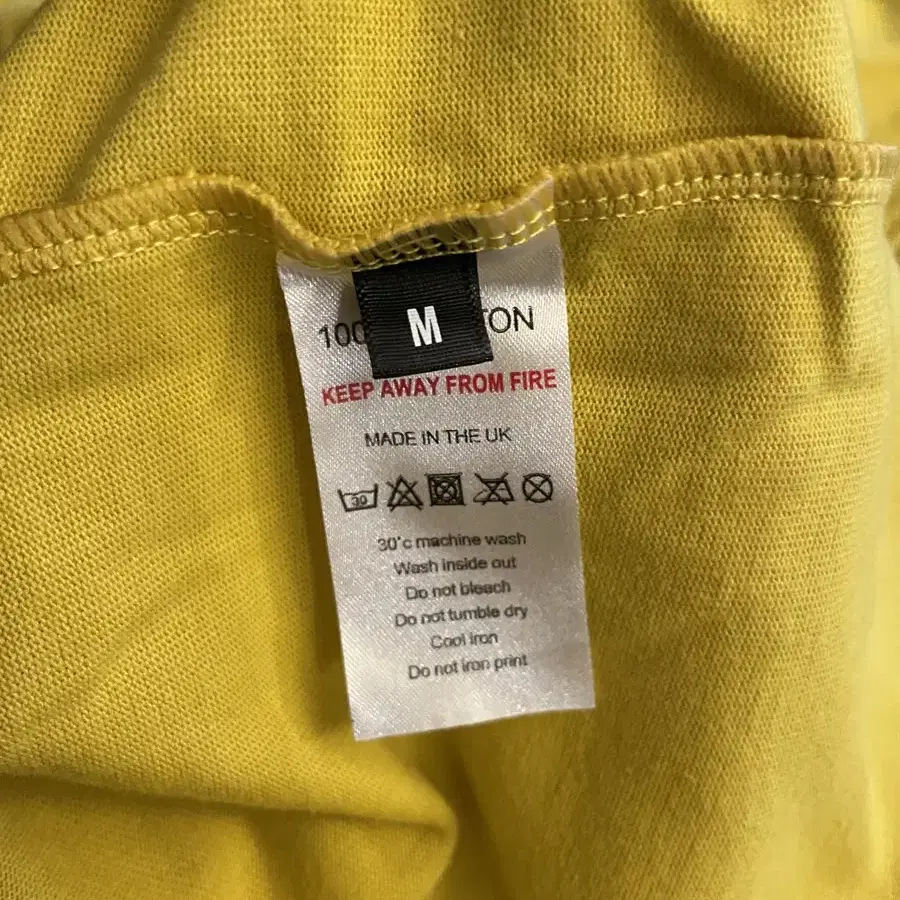 M
100 TON
KEEP AWAY FROM FIRE
MADE IN THE UK
30
30°c machine wash
Wash inside out
Do not bleach
Do not tumble dry
Cool iron
Do not iron print